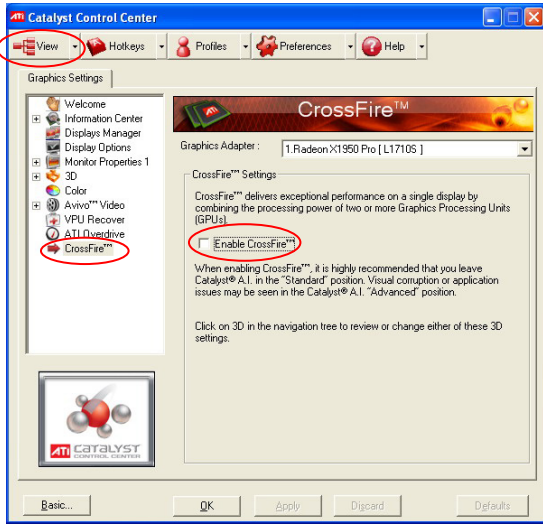 ATI Catalyst Control Center
View Hotkeys Profiles Preferences Help
Graphics Settings
Welcome
Information Center
Displays Manager
Display Options
Monitor Properties 1
3D
Color
Avivo™ Video
VPU Recover
ATI Overdrive
CrossFire™
CrossFire™
Graphics Adapter : 1.Radeon X1950 Pro [ L1710S ]
CrossFire™ Settings
CrossFire™ delivers exceptional performance on a single display by
combining the processing power of two or more Graphics Processing Units
(GPUs).
Enable CrossFire™
When enabling CrossFire™, it is highly recommended that you leave
Catalyst® A.I. in the "Standard" position. Visual corruption or application
issues may be seen in the Catalyst® A.I. "Advanced" position.
Click on 3D in the navigation tree to review or change either of these 3D
settings.
ATI CATALYST
CONTROL CENTER
Basic... OK Apply Discard Defaults